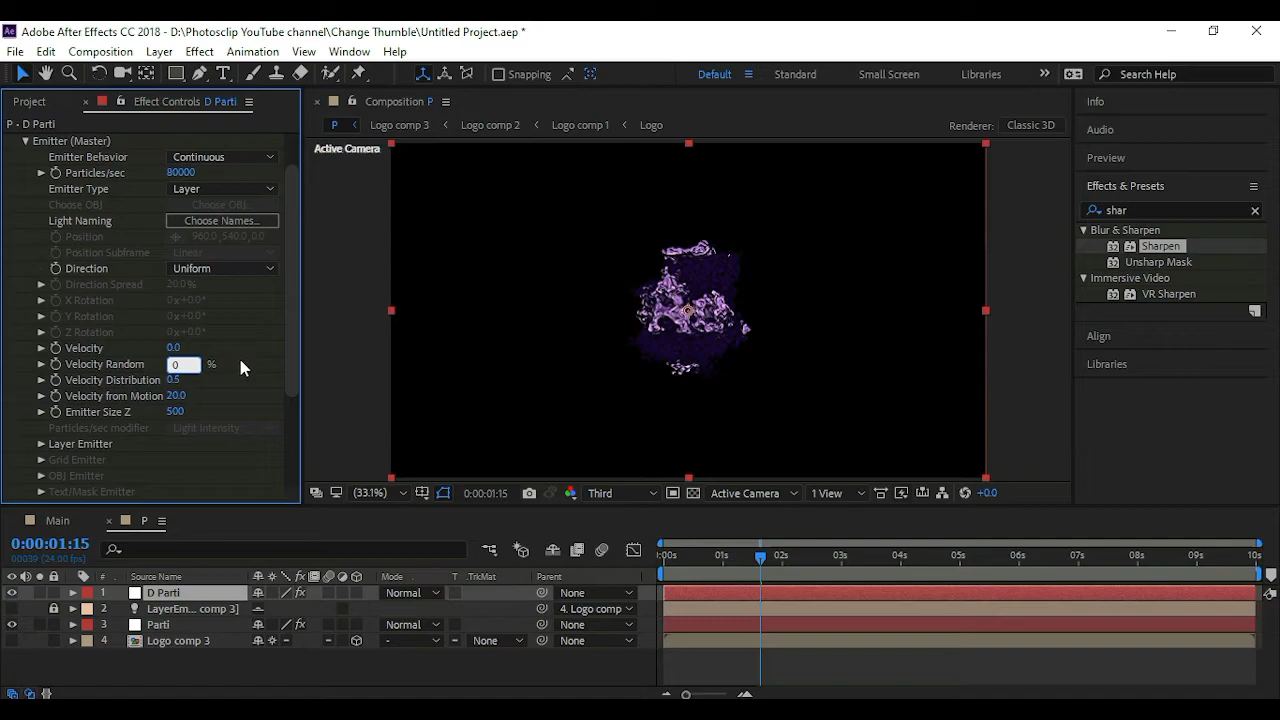 Ae Adobe After Effects CC 2018 - D:\Photosclip YouTube channel\Change Thumble\Untitled Project.aep *
File Edit Composition Layer Effect Animation View Window Help
Snapping Default Standard Small Screen Libraries Search Help
Project Effect Controls D Parti Composition P Info
P • D Parti P Logo comp 3 Logo comp 2 Logo comp 1 Logo Renderer: Classic 3D Audio
Emitter (Master)
Active Camera
Emitter Behavior Continuous Preview
Particles/sec 80000
Emitter Type Layer Effects & Presets
Choose OBJ Choose OBJ...
shar
Light Naming Choose Names...
Blur & Sharpen
Position 960.0,540.0,0.0
Sharpen
Position Subframe Linear
Unsharp Mask
Direction Uniform
Immersive Video
Direction Spread 20.0%
VR Sharpen
X Rotation 0x+0.0°
Y Rotation 0x+0.0°
Z Rotation 0x+0.0°
Align
Velocity 0.0
Velocity Random 0 % Libraries
Velocity Distribution 0.5
Velocity from Motion 20.0
Emitter Size Z 500
Particles/sec modifier Light Intensity
Layer Emitter
Grid Emitter
OBJ Emitter
Text/Mask Emitter
(33.1%) 0:00:01:15 Third Active Camera 1 View +0.0
Main P
0:00:01:15
00039 (24.00 fps)
:00s 01s 02s 03s 04s 05s 06s 07s 08s 09s 10s
# Source Name Mode T .TrkMat Parent
1 D Parti Normal None
2 LayerEm... comp 3] 4. Logo comp
3 Parti Normal None
4 Logo comp 3 - None None